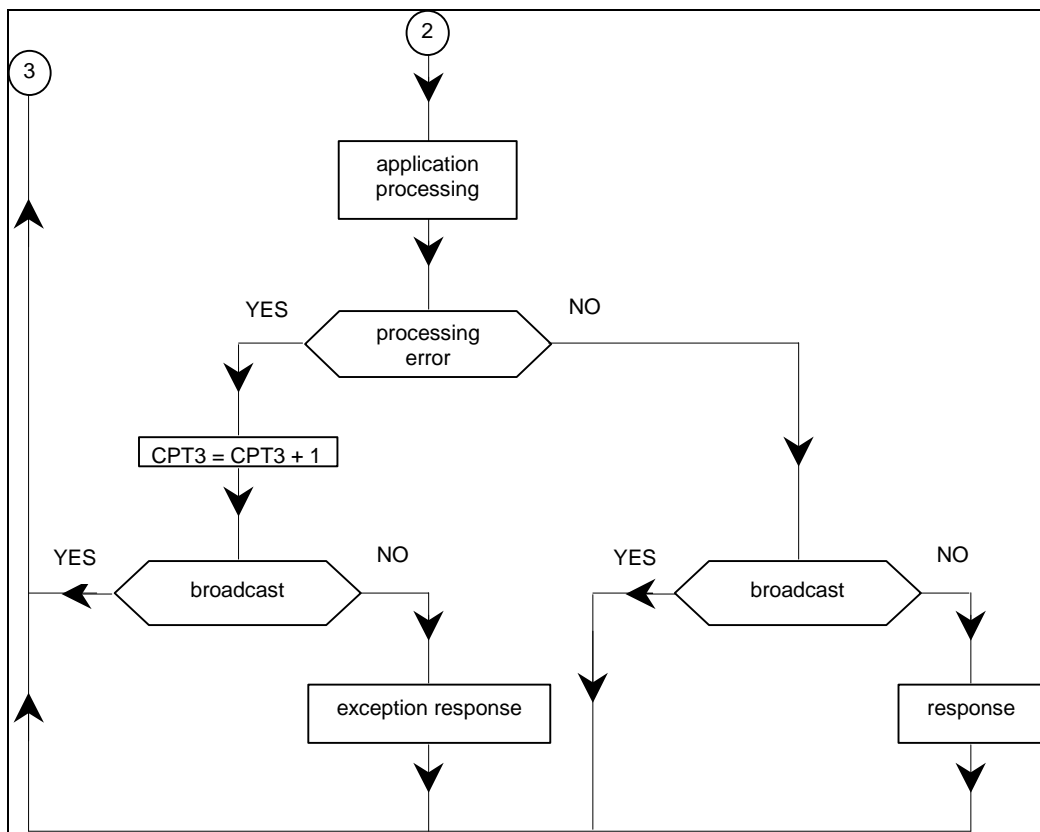 2
3
application
processing
YES
NO
processing
error
CPT3 = CPT3 + 1
YES
NO
YES
NO
broadcast
broadcast
exception response
response